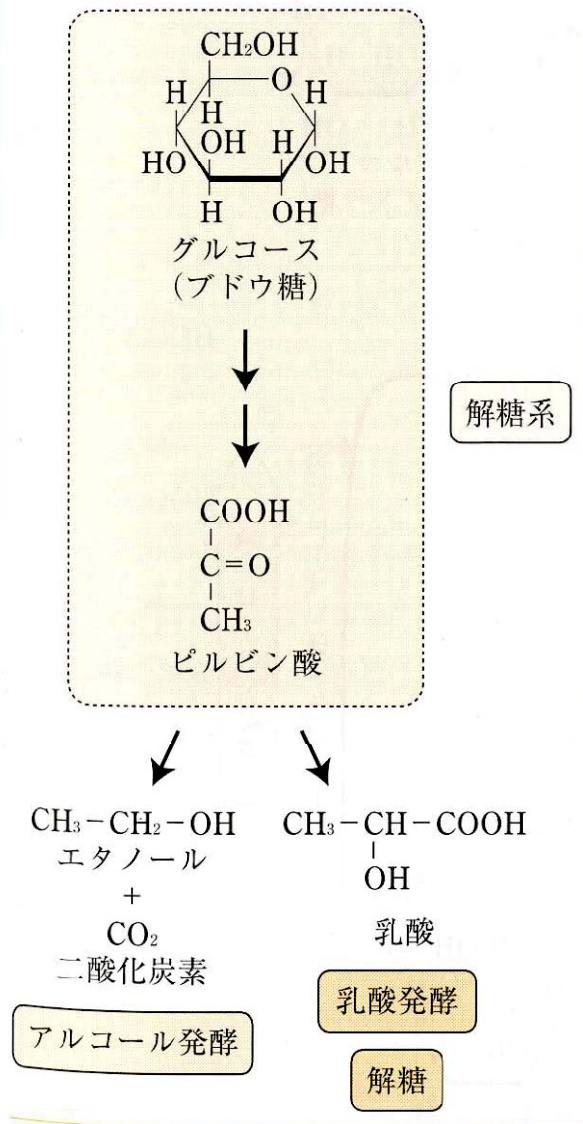 CH₂OH
O
H
H
H
OH
H
HO
OH
H
OH
グルコース
(ブドウ糖)
解糖系
COOH
C=O
CH₃
ピルビン酸
CH₃-CH₂-OH
エタノール
+
CO₂
二酸化炭素
アルコール発酵
CH₃-CH-COOH
OH
乳酸
乳酸発酵
解糖